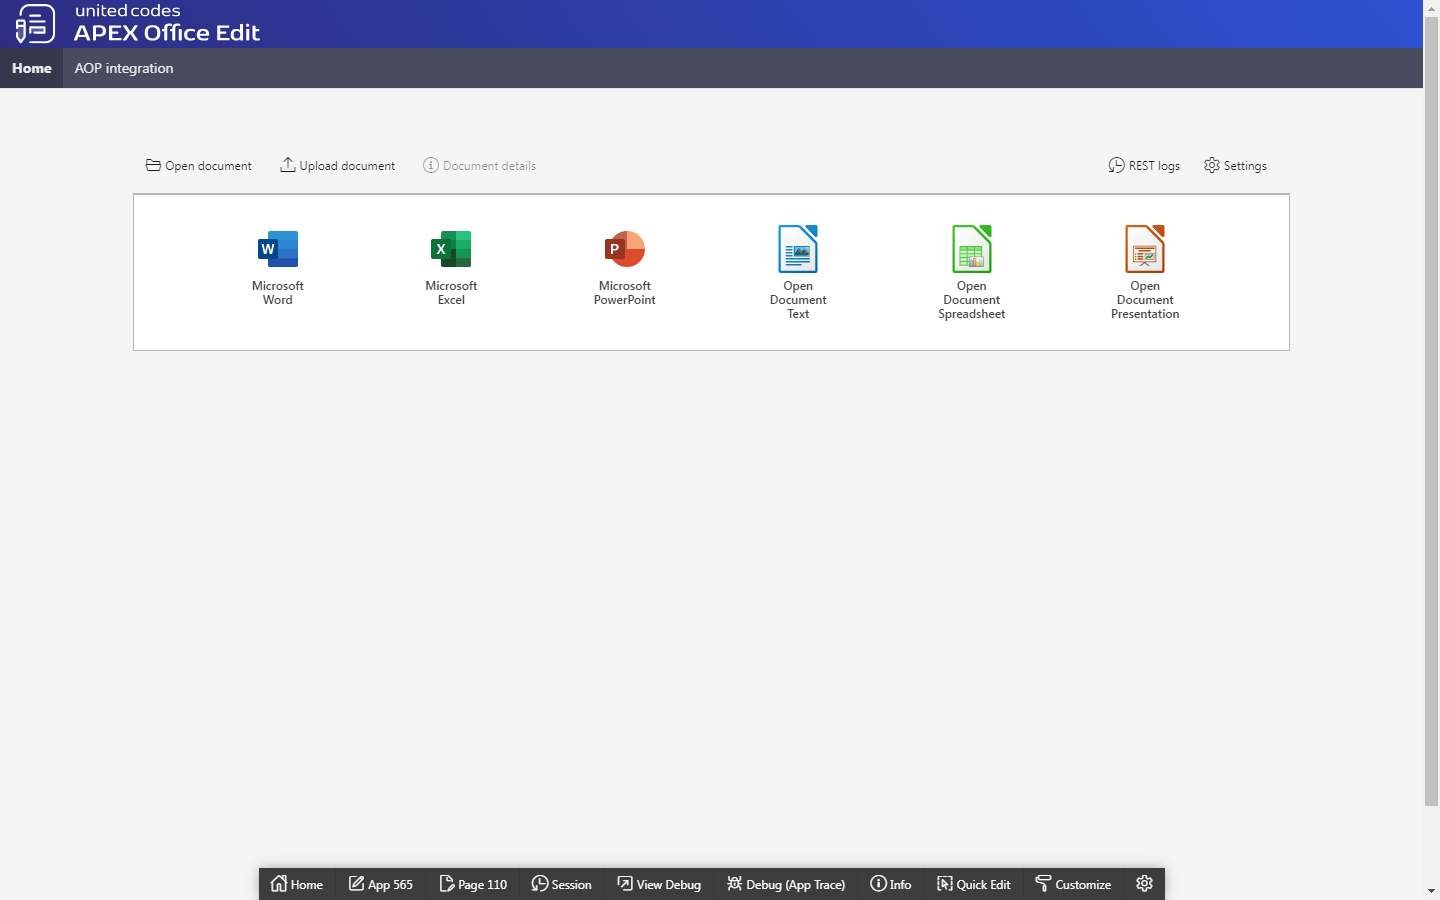 united codes
APEX Office Edit
Home
AOP integration
Open document
Upload document
Document details
REST logs
Settings
W
Microsoft
Word
X
Microsoft
Excel
P
Microsoft
PowerPoint
Open
Document
Text
Open
Document
Spreadsheet
Open
Document
Presentation
Home
App 565
Page 110
Session
View Debug
Debug (App Trace)
Info
Quick Edit
Customize